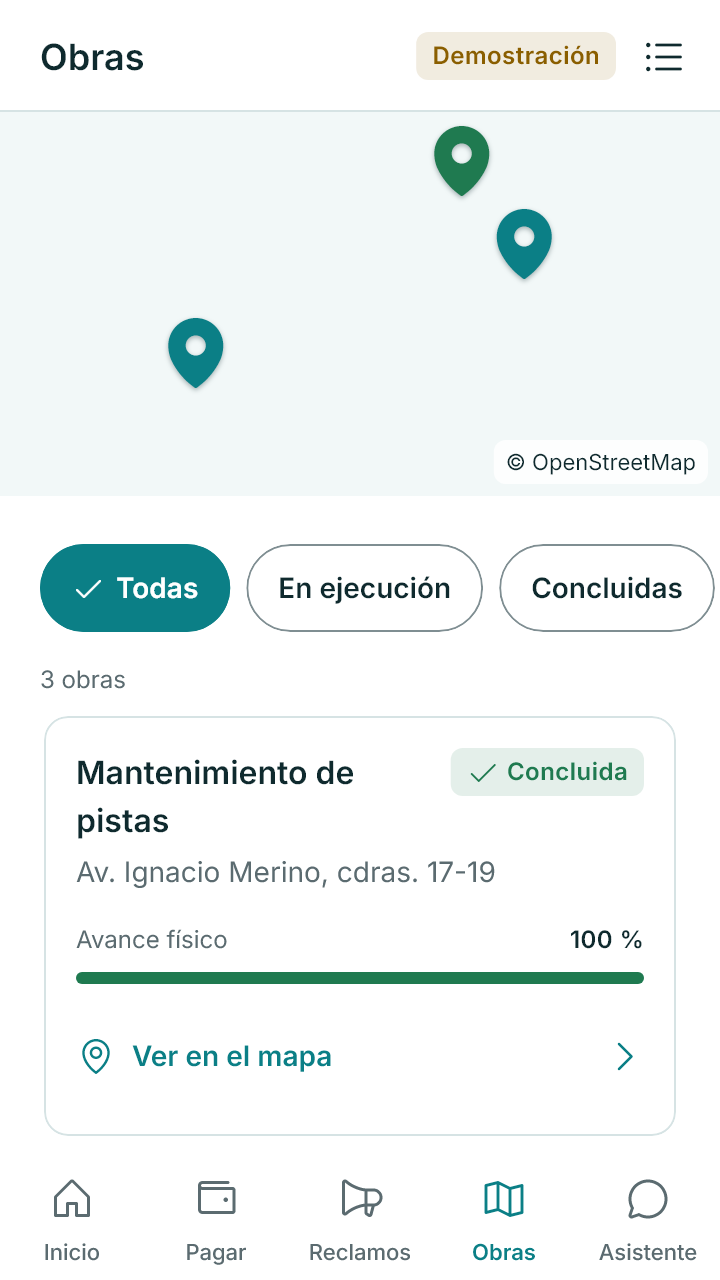 Obras
Demostración
© OpenStreetMap
Todas
En ejecución
Concluidas
3 obras
Mantenimiento de
pistas
Concluida
Av. Ignacio Merino, cdras. 17-19
Avance físico
100 %
Ver en el mapa
Inicio
Pagar
Reclamos
Obras
Asistente